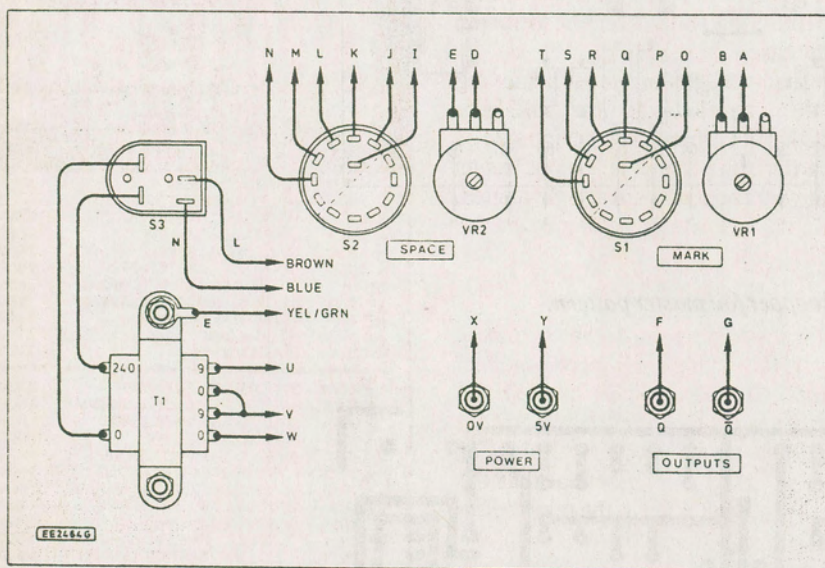 N M L K J I E D T S R Q P O B A
S3
S2
VR2
S1
VR1
SPACE
MARK
N L
BROWN
BLUE
E YEL/GRN
X Y F G
240 9 U
0
T1 9 V
0 0 W
0V 5V Q Q̅
POWER OUTPUTS
EE2464G